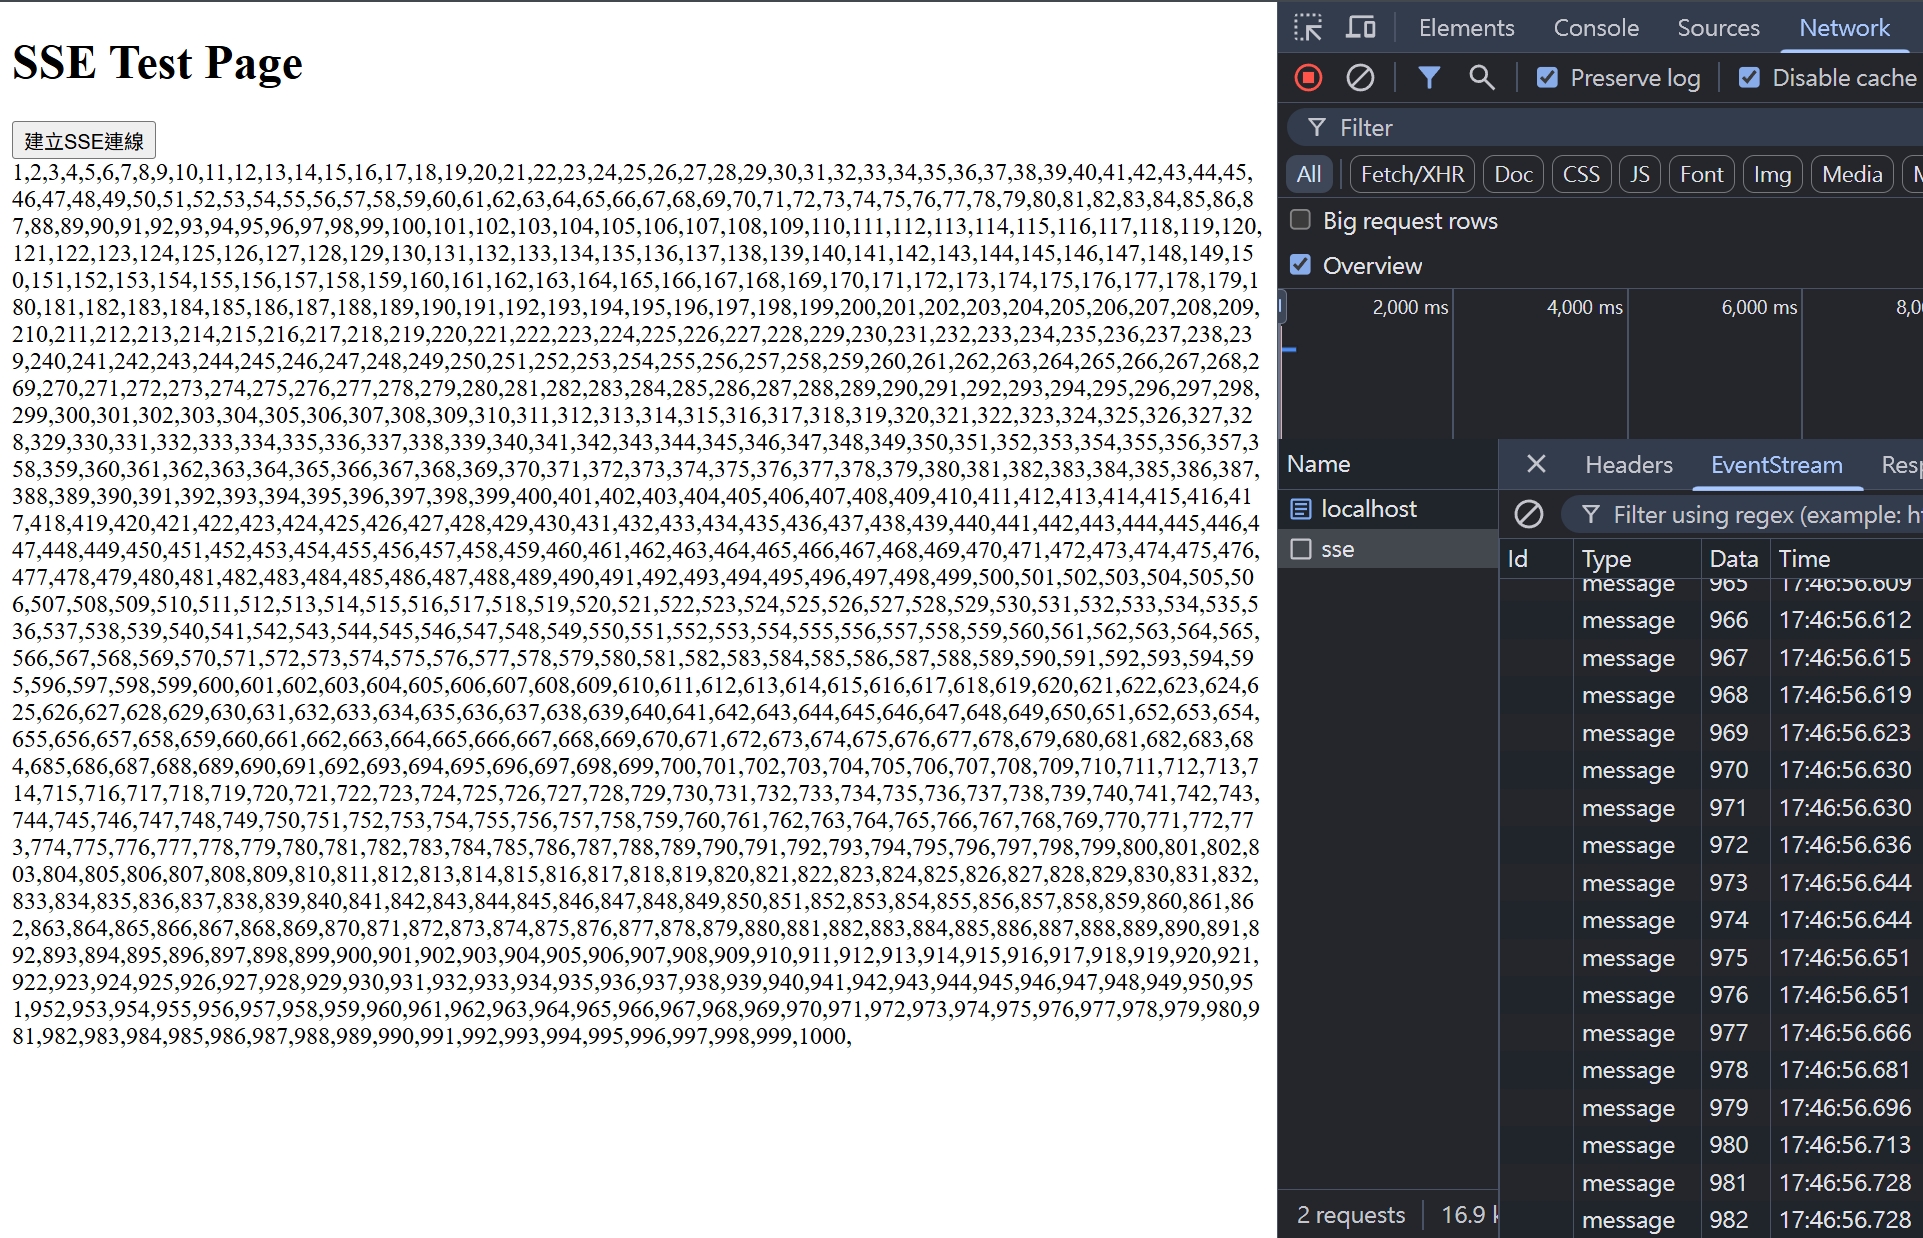 SSE Test Page
建立SSE連線
1,2,3,4,5,6,7,8,9,10,11,12,13,14,15,16,17,18,19,20,21,22,23,24,25,26,27,28,29,30,31,32,33,34,35,36,37,38,39,40,41,42,43,44,45,
46,47,48,49,50,51,52,53,54,55,56,57,58,59,60,61,62,63,64,65,66,67,68,69,70,71,72,73,74,75,76,77,78,79,80,81,82,83,84,85,86,8
7,88,89,90,91,92,93,94,95,96,97,98,99,100,101,102,103,104,105,106,107,108,109,110,111,112,113,114,115,116,117,118,119,120,
121,122,123,124,125,126,127,128,129,130,131,132,133,134,135,136,137,138,139,140,141,142,143,144,145,146,147,148,149,15
0,151,152,153,154,155,156,157,158,159,160,161,162,163,164,165,166,167,168,169,170,171,172,173,174,175,176,177,178,179,1
80,181,182,183,184,185,186,187,188,189,190,191,192,193,194,195,196,197,198,199,200,201,202,203,204,205,206,207,208,209,
210,211,212,213,214,215,216,217,218,219,220,221,222,223,224,225,226,227,228,229,230,231,232,233,234,235,236,237,238,23
9,240,241,242,243,244,245,246,247,248,249,250,251,252,253,254,255,256,257,258,259,260,261,262,263,264,265,266,267,268,2
69,270,271,272,273,274,275,276,277,278,279,280,281,282,283,284,285,286,287,288,289,290,291,292,293,294,295,296,297,298,
299,300,301,302,303,304,305,306,307,308,309,310,311,312,313,314,315,316,317,318,319,320,321,322,323,324,325,326,327,32
8,329,330,331,332,333,334,335,336,337,338,339,340,341,342,343,344,345,346,347,348,349,350,351,352,353,354,355,356,357,3
58,359,360,361,362,363,364,365,366,367,368,369,370,371,372,373,374,375,376,377,378,379,380,381,382,383,384,385,386,387,
388,389,390,391,392,393,394,395,396,397,398,399,400,401,402,403,404,405,406,407,408,409,410,411,412,413,414,415,416,41
7,418,419,420,421,422,423,424,425,426,427,428,429,430,431,432,433,434,435,436,437,438,439,440,441,442,443,444,445,446,4
47,448,449,450,451,452,453,454,455,456,457,458,459,460,461,462,463,464,465,466,467,468,469,470,471,472,473,474,475,476,
477,478,479,480,481,482,483,484,485,486,487,488,489,490,491,492,493,494,495,496,497,498,499,500,501,502,503,504,505,50
6,507,508,509,510,511,512,513,514,515,516,517,518,519,520,521,522,523,524,525,526,527,528,529,530,531,532,533,534,535,5
36,537,538,539,540,541,542,543,544,545,546,547,548,549,550,551,552,553,554,555,556,557,558,559,560,561,562,563,564,565,
566,567,568,569,570,571,572,573,574,575,576,577,578,579,580,581,582,583,584,585,586,587,588,589,590,591,592,593,594,59
5,596,597,598,599,600,601,602,603,604,605,606,607,608,609,610,611,612,613,614,615,616,617,618,619,620,621,622,623,624,6
25,626,627,628,629,630,631,632,633,634,635,636,637,638,639,640,641,642,643,644,645,646,647,648,649,650,651,652,653,654,
655,656,657,658,659,660,661,662,663,664,665,666,667,668,669,670,671,672,673,674,675,676,677,678,679,680,681,682,683,68
4,685,686,687,688,689,690,691,692,693,694,695,696,697,698,699,700,701,702,703,704,705,706,707,708,709,710,711,712,713,7
14,715,716,717,718,719,720,721,722,723,724,725,726,727,728,729,730,731,732,733,734,735,736,737,738,739,740,741,742,743,
744,745,746,747,748,749,750,751,752,753,754,755,756,757,758,759,760,761,762,763,764,765,766,767,768,769,770,771,772,77
3,774,775,776,777,778,779,780,781,782,783,784,785,786,787,788,789,790,791,792,793,794,795,796,797,798,799,800,801,802,8
03,804,805,806,807,808,809,810,811,812,813,814,815,816,817,818,819,820,821,822,823,824,825,826,827,828,829,830,831,832,
833,834,835,836,837,838,839,840,841,842,843,844,845,846,847,848,849,850,851,852,853,854,855,856,857,858,859,860,861,86
2,863,864,865,866,867,868,869,870,871,872,873,874,875,876,877,878,879,880,881,882,883,884,885,886,887,888,889,890,891,8
92,893,894,895,896,897,898,899,900,901,902,903,904,905,906,907,908,909,910,911,912,913,914,915,916,917,918,919,920,921,
922,923,924,925,926,927,928,929,930,931,932,933,934,935,936,937,938,939,940,941,942,943,944,945,946,947,948,949,950,95
1,952,953,954,955,956,957,958,959,960,961,962,963,964,965,966,967,968,969,970,971,972,973,974,975,976,977,978,979,980,9
81,982,983,984,985,986,987,988,989,990,991,992,993,994,995,996,997,998,999,1000,
Elements Console Sources Network
Preserve log Disable cache
Filter
All Fetch/XHR Doc CSS JS Font Img Media
Big request rows
Overview
2,000 ms 4,000 ms 6,000 ms 8,0
Name
localhost
sse
Headers EventStream Resp
Filter using regex (example: ht
Id Type Data Time
message 965 17:46:56.609
message 966 17:46:56.612
message 967 17:46:56.615
message 968 17:46:56.619
message 969 17:46:56.623
message 970 17:46:56.630
message 971 17:46:56.630
message 972 17:46:56.636
message 973 17:46:56.644
message 974 17:46:56.644
message 975 17:46:56.651
message 976 17:46:56.651
message 977 17:46:56.666
message 978 17:46:56.681
message 979 17:46:56.696
message 980 17:46:56.713
message 981 17:46:56.728
message 982 17:46:56.728
2 requests 16.9 k